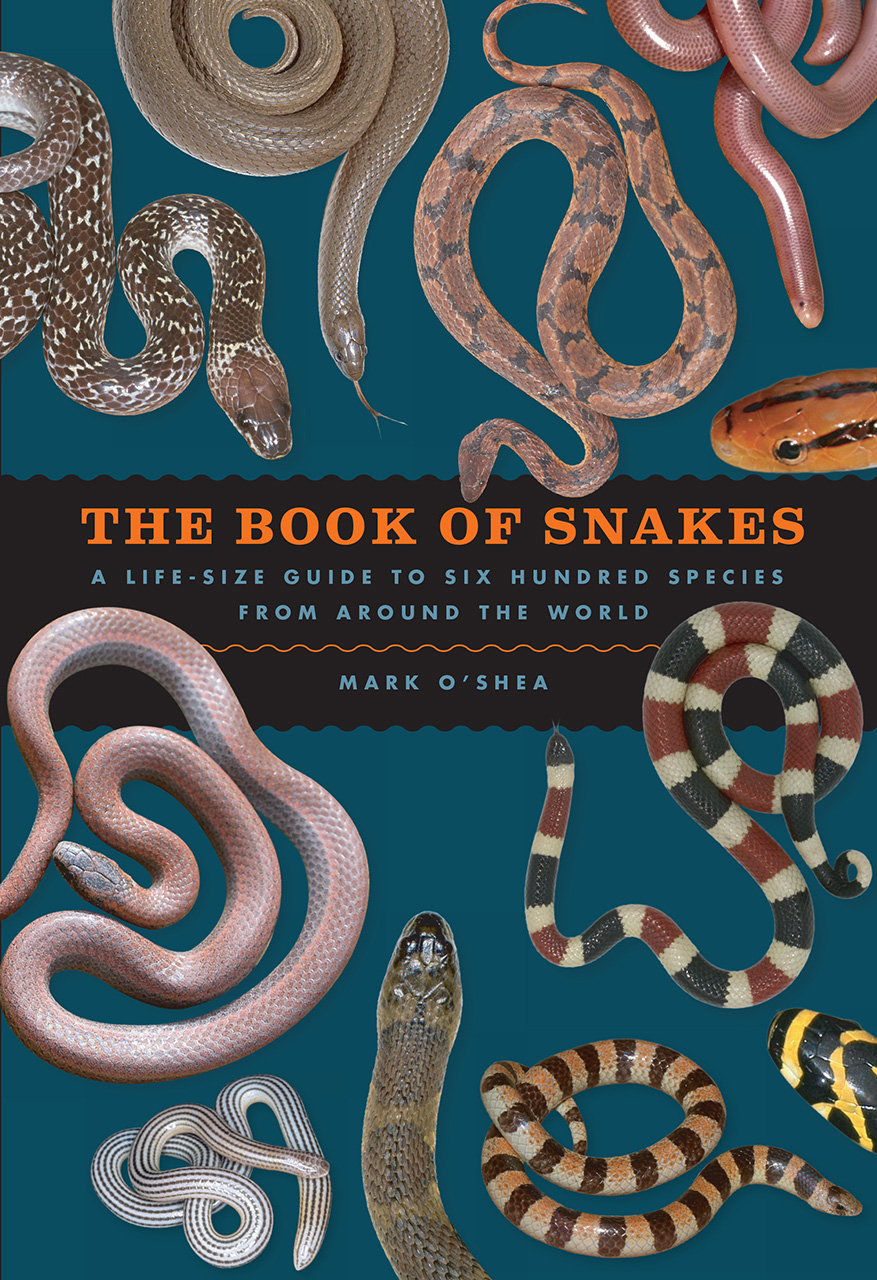 THE BOOK OF SNAKES
A LIFE-SIZE GUIDE TO SIX HUNDRED SPECIES
FROM AROUND THE WORLD
MARK O'SHEA